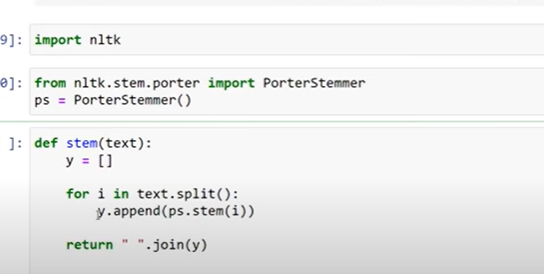 9]: import nltk
0]: from nltk.stem.porter import PorterStemmer
ps = PorterStemmer()
]: def stem(text):
y = []
for i in text.split():
y.append(ps.stem(i))
return " ".join(y)